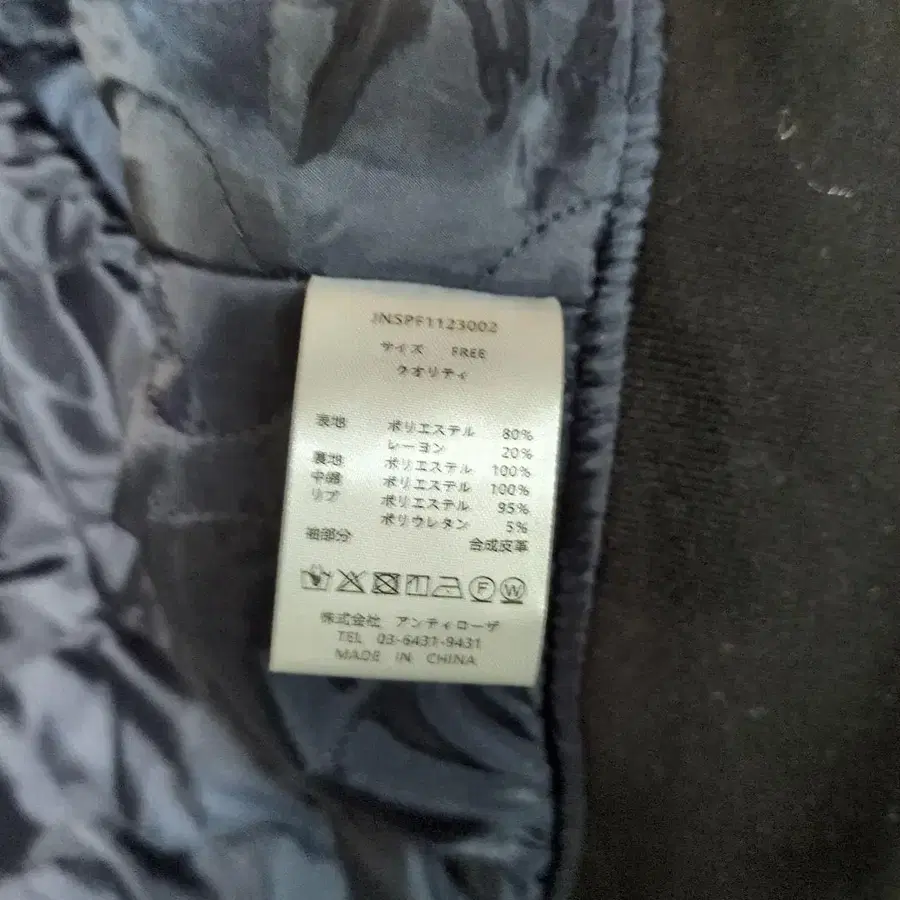 JNSPF1123002
サイズ FREE
クオリティ
表地 ポリエステル 80%
レーヨン 20%
裏地 ポリエステル 100%
中綿 ポリエステル 100%
リブ ポリエステル 95%
ポリウレタン 5%
袖部分 合成皮革
F W
株式会社 アンティローザ
TEL 03-6431-9431
MADE IN CHINA